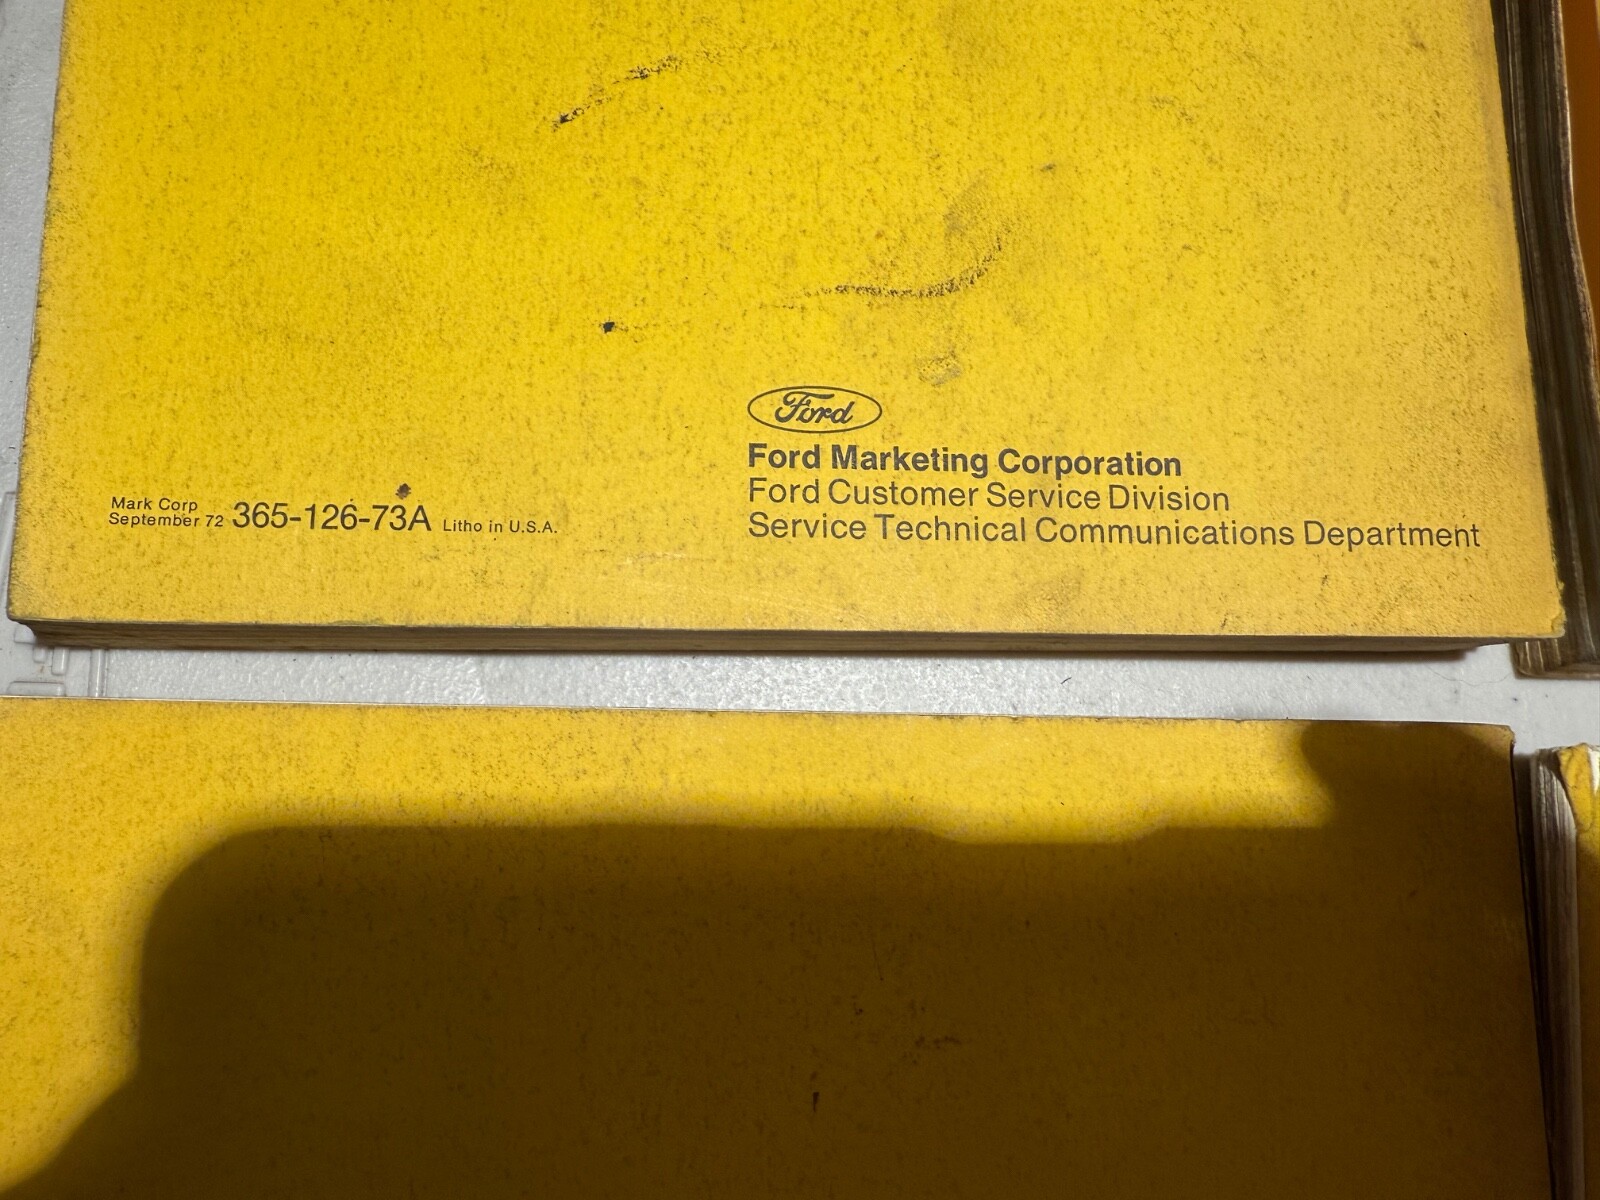 Ford
Ford Marketing Corporation
Ford Customer Service Division
Service Technical Communications Department
Mark Corp
September 72 365-126-73A Litho in U.S.A.